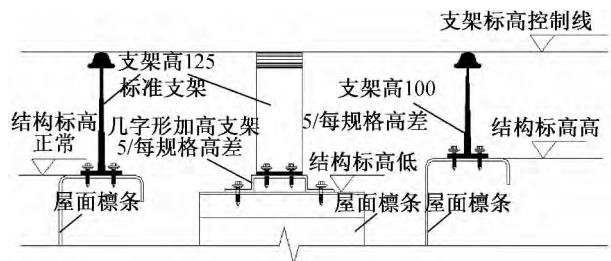 支架标高控制线
支架高125
标准支架
支架高100
5/每规格高差
结构标高
正常
几字形加高支架
5/每规格高差
结构标高高
结构标高低
屋面檩条
屋面檩条
屋面檩条